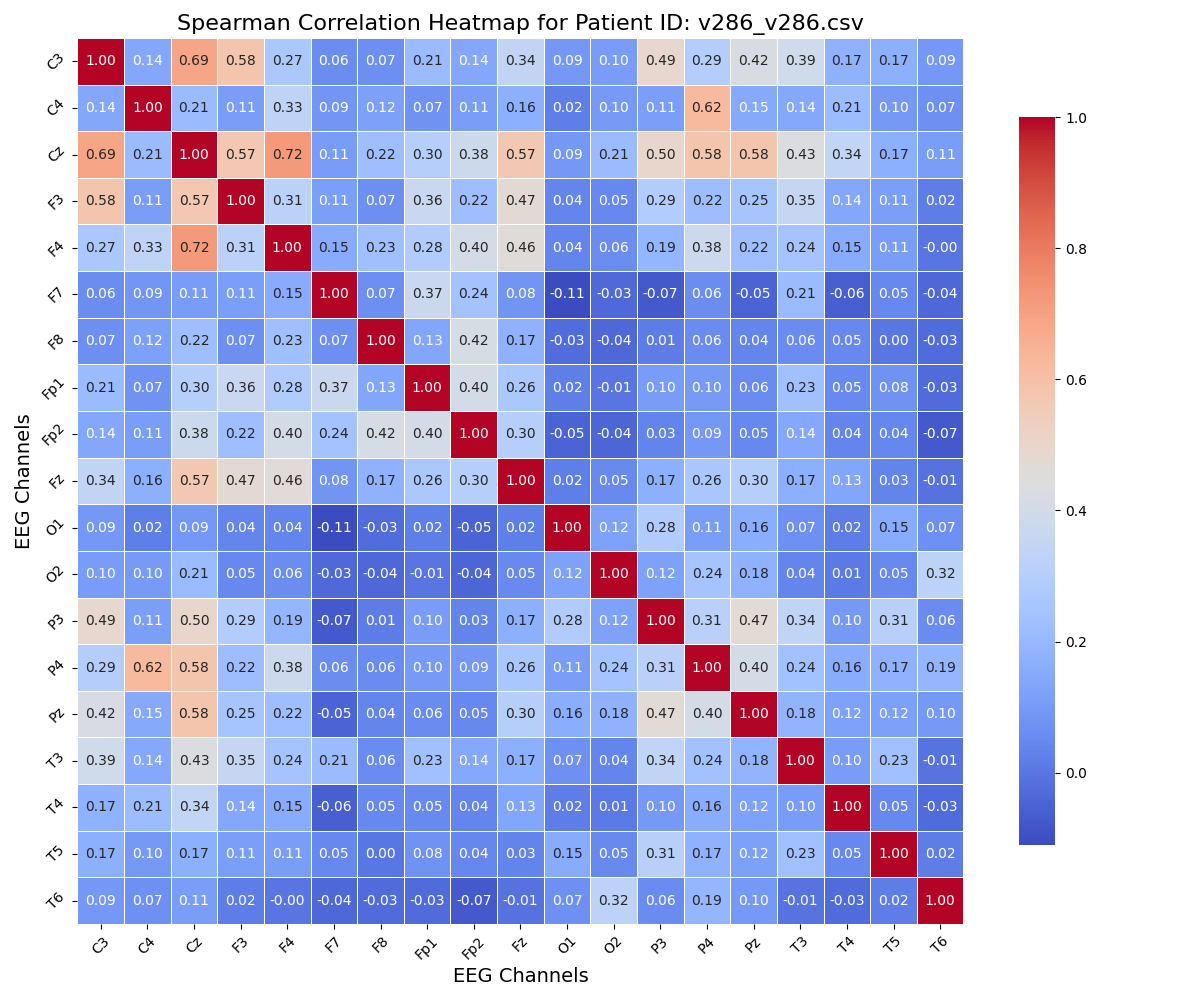 Spearman Correlation Heatmap for Patient ID: v286_v286.csv
C3 1.00 0.14 0.69 0.58 0.27 0.06 0.07 0.21 0.14 0.34 0.09 0.10 0.49 0.29 0.42 0.39 0.17 0.17 0.09
C4 0.14 1.00 0.21 0.11 0.33 0.09 0.12 0.07 0.11 0.16 0.02 0.10 0.11 0.62 0.15 0.14 0.21 0.10 0.07
Cz 0.69 0.21 1.00 0.57 0.72 0.11 0.22 0.30 0.38 0.57 0.09 0.21 0.50 0.58 0.58 0.43 0.34 0.17 0.11
F3 0.58 0.11 0.57 1.00 0.31 0.11 0.07 0.36 0.22 0.47 0.04 0.05 0.29 0.22 0.25 0.35 0.14 0.11 0.02
F4 0.27 0.33 0.72 0.31 1.00 0.15 0.23 0.28 0.40 0.46 0.04 0.06 0.19 0.38 0.22 0.24 0.15 0.11 -0.00
F7 0.06 0.09 0.11 0.11 0.15 1.00 0.07 0.37 0.24 0.08 -0.11 -0.03 -0.07 0.06 -0.05 0.21 -0.06 0.05 -0.04
F8 0.07 0.12 0.22 0.07 0.23 0.07 1.00 0.13 0.42 0.17 -0.03 -0.04 0.01 0.06 0.04 0.06 0.05 0.00 -0.03
Fp1 0.21 0.07 0.30 0.36 0.28 0.37 0.13 1.00 0.40 0.26 0.02 -0.01 0.10 0.10 0.06 0.23 0.05 0.08 -0.03
Fp2 0.14 0.11 0.38 0.22 0.40 0.24 0.42 0.40 1.00 0.30 -0.05 -0.04 0.03 0.09 0.05 0.14 0.04 0.04 -0.07
Fz 0.34 0.16 0.57 0.47 0.46 0.08 0.17 0.26 0.30 1.00 0.02 0.05 0.17 0.26 0.30 0.17 0.13 0.03 -0.01
O1 0.09 0.02 0.09 0.04 0.04 -0.11 -0.03 0.02 -0.05 0.02 1.00 0.12 0.28 0.11 0.16 0.07 0.02 0.15 0.07
O2 0.10 0.10 0.21 0.05 0.06 -0.03 -0.04 -0.01 -0.04 0.05 0.12 1.00 0.12 0.24 0.18 0.04 0.01 0.05 0.32
P3 0.49 0.11 0.50 0.29 0.19 -0.07 0.01 0.10 0.03 0.17 0.28 0.12 1.00 0.31 0.47 0.34 0.10 0.31 0.06
P4 0.29 0.62 0.58 0.22 0.38 0.06 0.06 0.10 0.09 0.26 0.11 0.24 0.31 1.00 0.40 0.24 0.16 0.17 0.19
Pz 0.42 0.15 0.58 0.25 0.22 -0.05 0.04 0.06 0.05 0.30 0.16 0.18 0.47 0.40 1.00 0.18 0.12 0.12 0.10
T3 0.39 0.14 0.43 0.35 0.24 0.21 0.06 0.23 0.14 0.17 0.07 0.04 0.34 0.24 0.18 1.00 0.10 0.23 -0.01
T4 0.17 0.21 0.34 0.14 0.15 -0.06 0.05 0.05 0.04 0.13 0.02 0.01 0.10 0.16 0.12 0.10 1.00 0.05 -0.03
T5 0.17 0.10 0.17 0.11 0.11 0.05 0.00 0.08 0.04 0.03 0.15 0.05 0.31 0.17 0.12 0.23 0.05 1.00 0.02
T6 0.09 0.07 0.11 0.02 -0.00 -0.04 -0.03 -0.03 -0.07 -0.01 0.07 0.32 0.06 0.19 0.10 -0.01 -0.03 0.02 1.00
C3 C4 Cz F3 F4 F7 F8 Fp1 Fp2 Fz O1 O2 P3 P4 Pz T3 T4 T5 T6
EEG Channels
EEG Channels
1.0
0.8
0.6
0.4
0.2
0.0